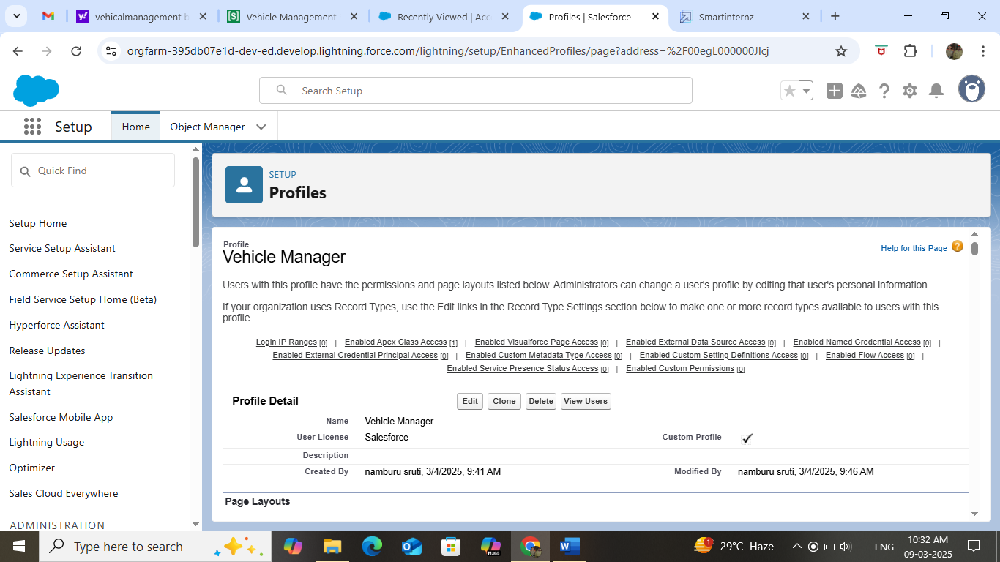 vehicalmanagement b
Vehicle Management
Recently Viewed | Acc
Profiles | Salesforce
Smartinternz
orgfarm-395db07e1d-dev-ed.develop.lightning.force.com/lightning/setup/EnhancedProfiles/page?address=%2F00egL000000JIcj
Search Setup
Setup
Home
Object Manager
Quick Find
Setup Home
Service Setup Assistant
Commerce Setup Assistant
Field Service Setup Home (Beta)
Hyperforce Assistant
Release Updates
Lightning Experience Transition
Assistant
Salesforce Mobile App
Lightning Usage
Optimizer
Sales Cloud Everywhere
ADMINISTRATION
SETUP
Profiles
Profile
Vehicle Manager
Help for this Page
Users with this profile have the permissions and page layouts listed below. Administrators can change a user's profile by editing that user's personal information.
If your organization uses Record Types, use the Edit links in the Record Type Settings section below to make one or more record types available to users with this
profile.
Login IP Ranges [0] | Enabled Apex Class Access [1] | Enabled Visualforce Page Access [0] | Enabled External Data Source Access [0] | Enabled Named Credential Access [0] |
Enabled External Credential Principal Access [0] | Enabled Custom Metadata Type Access [0] | Enabled Custom Setting Definitions Access [0] | Enabled Flow Access [0] |
Enabled Service Presence Status Access [0] | Enabled Custom Permissions [0]
Profile Detail
Edit Clone Delete View Users
Name Vehicle Manager
User License Salesforce Custom Profile
Description
Created By namburu sruti, 3/4/2025, 9:41 AM Modified By namburu sruti, 3/4/2025, 9:46 AM
Page Layouts
Type here to search
M365
1
29°C Haze
ENG
10:32 AM
09-03-2025